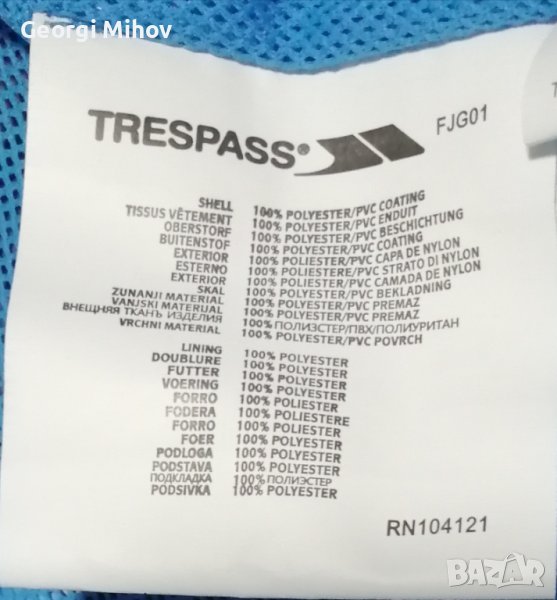 Georgi Mihov
TRESPASS®
FJG01
SHELL 100% POLYESTER/PVC COATING
TISSUS VÊTEMENT 100% POLYESTER/PVC ENDUIT
OBERSTORF 100% POLYESTER/PVC BESCHICHTUNG
BUITENSTOF 100% POLYESTER/PVC COATING
EXTERIOR 100% POLYESTER/PVC CAPA DE NYLON
ESTERNO 100% POLIESTERE/PVC STRATO DI NYLON
EXTERIOR 100% POLYESTER/PVC CAMADA DE NYLON
SKAL 100% POLYESTER/PVC BEKLADNING
ZUNANJI MATERIAL 100% POLYESTER/PVC PREMAZ
VANJSKI MATERIJAL 100% POLYESTER/PVC PREMAZ
ВНЕШНЯЯ ТКАНЬ ИЗДЕЛИЯ 100% ПОЛИЭСТЕР/ПВХ/ПОЛИУРИТАН
VRCHNI MATERIAL 100% POLYESTER/PVC POVRCH
LINING 100% POLYESTER
DOUBLURE 100% POLYESTER
FUTTER 100% POLYESTER
VOERING 100% POLYESTER
FORRO 100% POLIESTER
FODERA 100% POLIESTERE
FORRO 100% POLYESTER
FOER 100% POLYESTER
PODLOGA 100% POLYESTER
PODSTAVA 100% POLYESTER
ПОДКЛАДКА 100% ПОЛИЭСТЕР
PODSIVKA 100% POLYESTER
RN104121
BAZAR